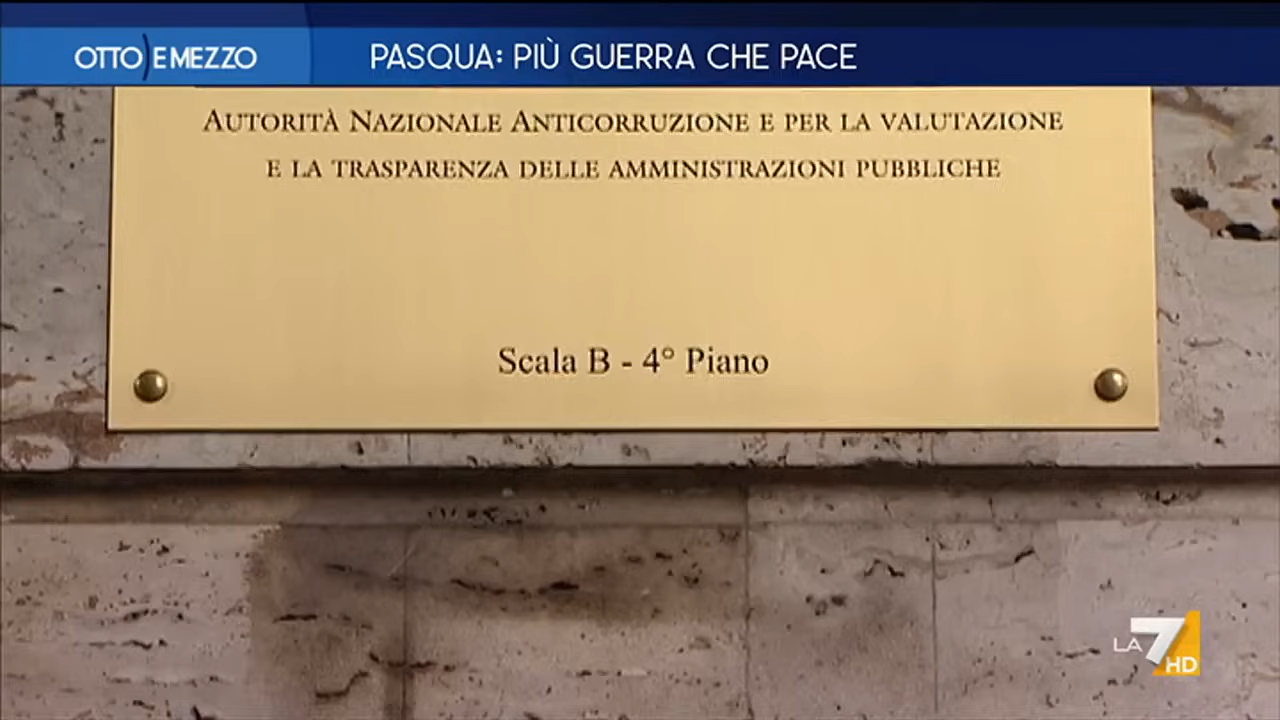 OTTO E MEZZO
PASQUA: PIÙ GUERRA CHE PACE
AUTORITÀ NAZIONALE ANTICORRUZIONE E PER LA VALUTAZIONE
E LA TRASPARENZA DELLE AMMINISTRAZIONI PUBBLICHE
Scala B - 4° Piano
LA7
HD